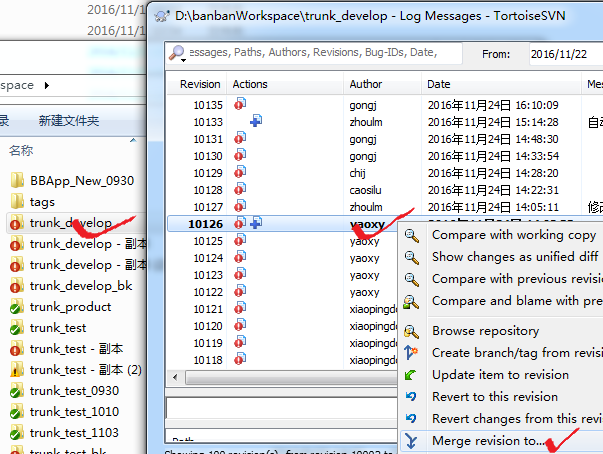 2016/11/1
D:\banbanWorkspace\trunk_develop - Log Messages - TortoiseSVN
essages, Paths, Authors, Revisions, Bug-IDs, Date,
From:
2016/11/22
space
Revision Actions Author Date Mes
10135 gongj 2016年11月24日 16:10:09
10133 zhoulm 2016年11月24日 15:14:28 自动
10131 gongj 2016年11月24日 14:48:30
10130 gongj 2016年11月24日 14:33:54
10129 chij 2016年11月24日 14:28:20
10128 caosilu 2016年11月24日 14:22:31
10127 zhoulm 2016年11月24日 14:05:11 修改
10126 yaoxy
10125 yaoxy
10124 yaoxy
10123 yaoxy
10122 yaoxy
10121 xiaopingdo
10120 xiaopingdo
10119 xiaopingdo
10118 xiaopingdo
新建文件夹
名称
BBApp_New_0930
tags
trunk_develop
trunk_develop - 副本
trunk_develop - 副本
trunk_develop_bk
trunk_product
trunk_test
trunk_test - 副本
trunk_test - 副本 (2)
trunk_test_0930
trunk_test_1010
trunk_test_1103
trunk_test_bk
Compare with working copy
Show changes as unified diff
Compare with previous revisio
Compare and blame with pre
Browse repository
Create branch/tag from revisi
Update item to revision
Revert to this revision
Revert changes from this revi
Merge revision to...
Path